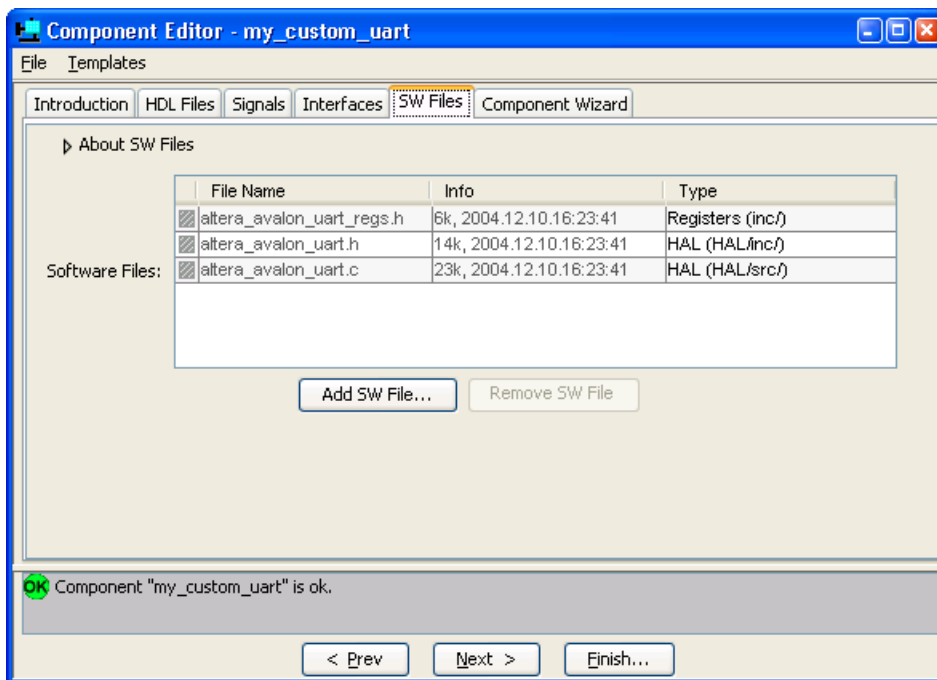 Component Editor - my_custom_uart
File Templates
Introduction HDL Files Signals Interfaces SW Files Component Wizard
About SW Files
File Name Info Type
altera_avalon_uart_regs.h 6k, 2004.12.10.16:23:41 Registers (inc/)
altera_avalon_uart.h 14k, 2004.12.10.16:23:41 HAL (HAL/inc/)
Software Files: altera_avalon_uart.c 23k, 2004.12.10.16:23:41 HAL (HAL/src/)
Add SW File... Remove SW File
OK Component "my_custom_uart" is ok.
< Prev Next > Finish...